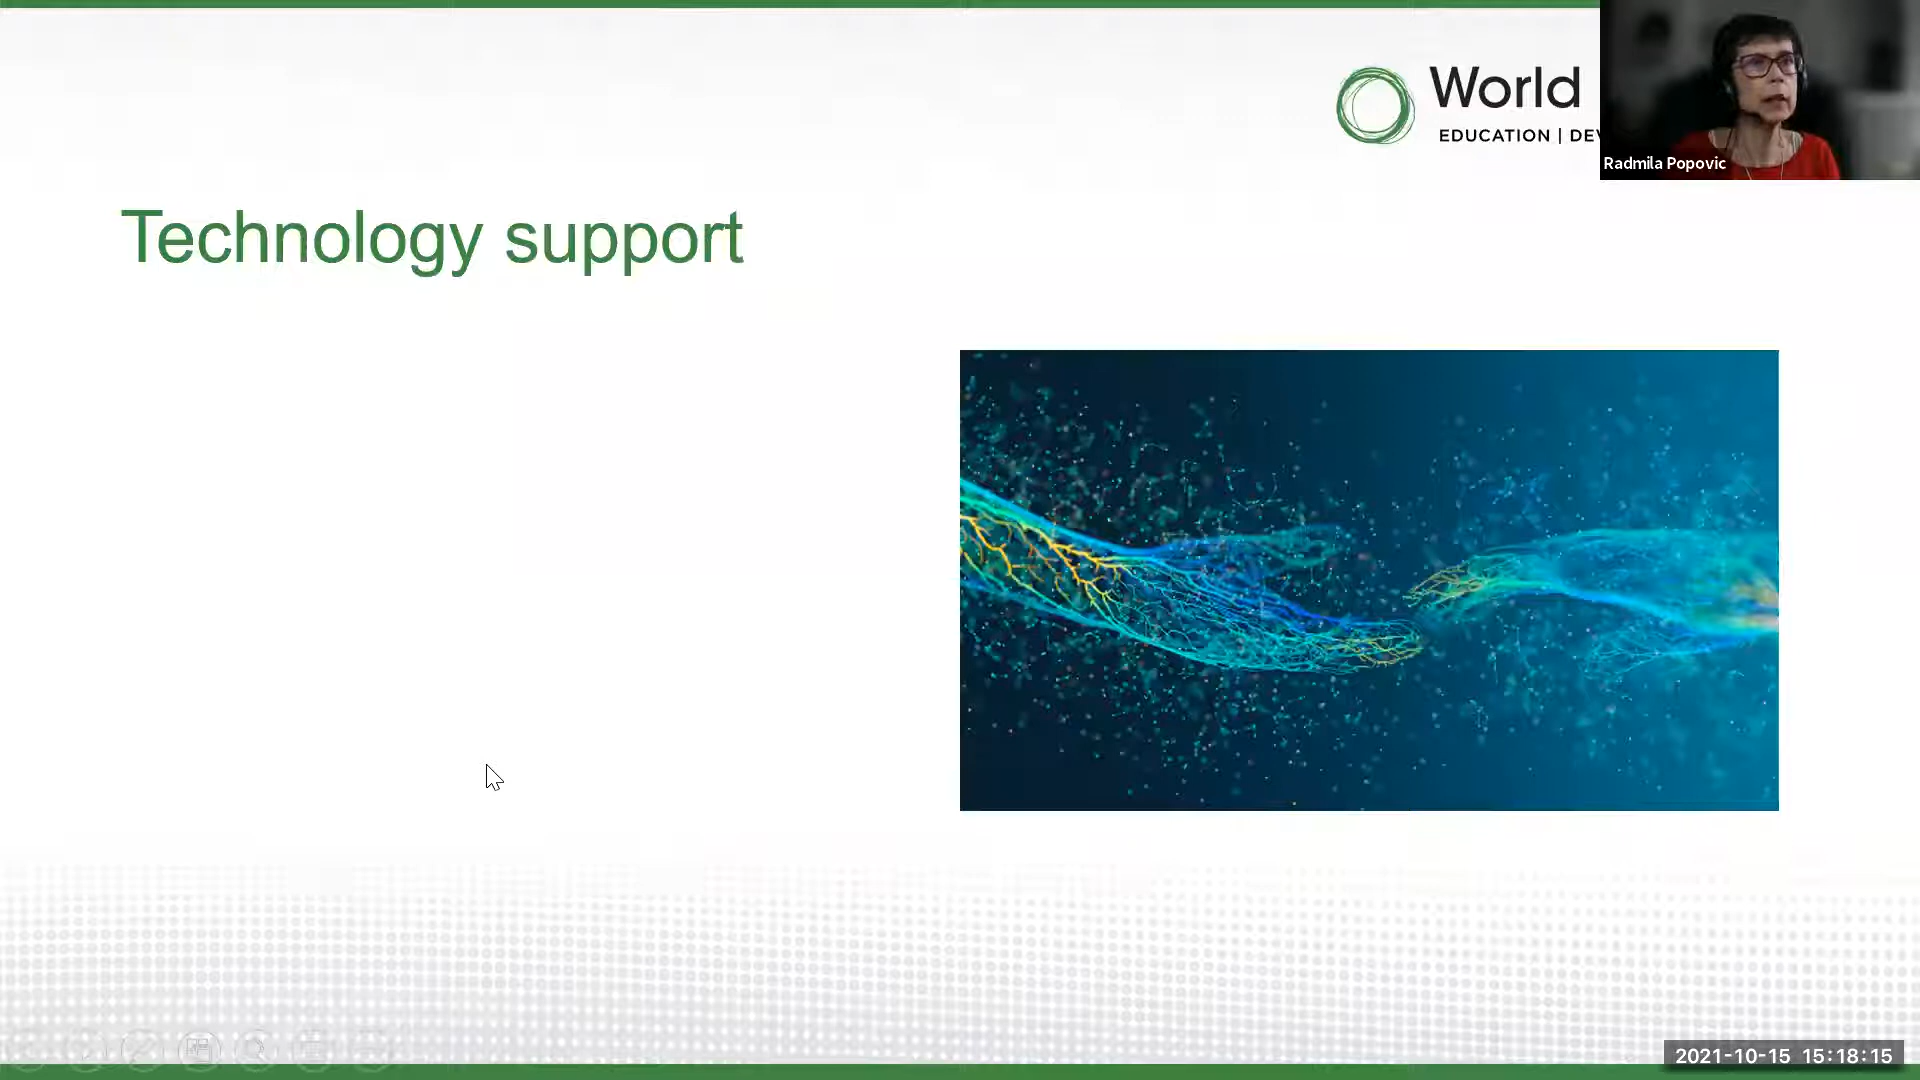 World
EDUCATION | DEV
Radmila Popovic
Technology support
2021-10-15 15:18:15